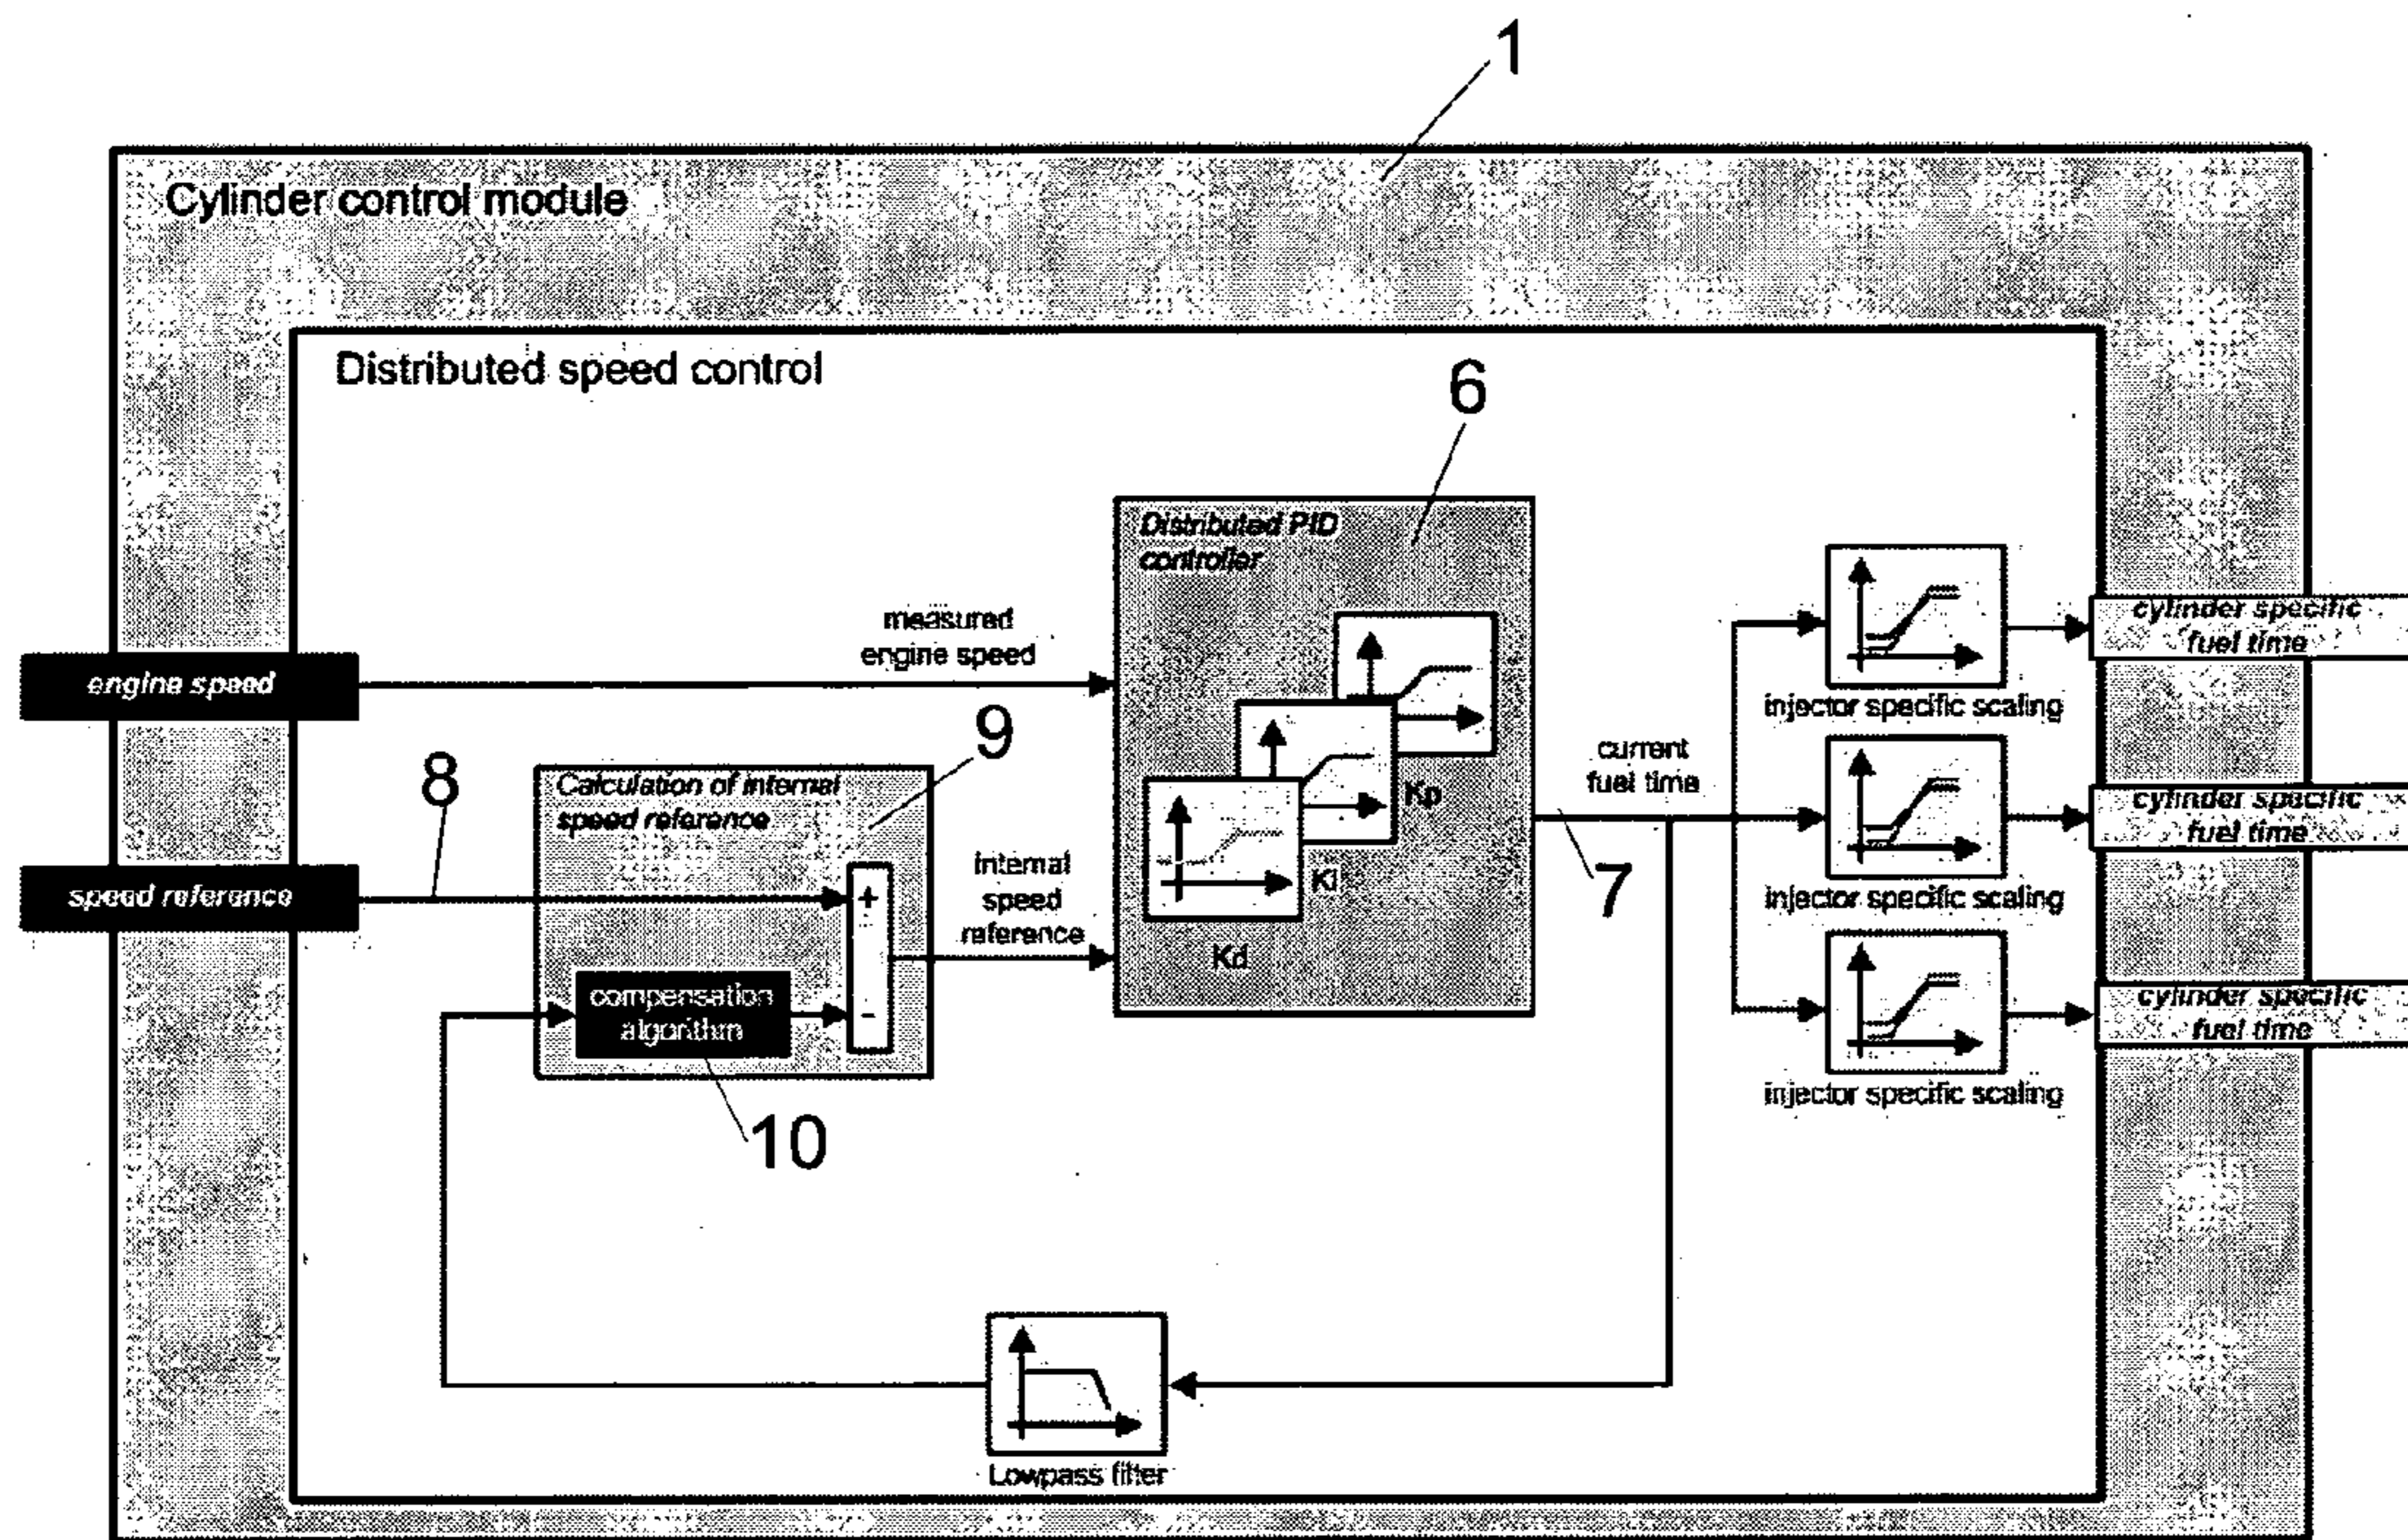 1
Cylinder control module
Distributed speed control
6
Distributed PID
controller
measured
engine speed
engine speed
cylinder specific
fuel time
injector specific scaling
9
8
Calculation of internal
speed reference
current
fuel time
Kp
cylinder specific
fuel time
7
speed reference
+
internal
speed
reference
Ki
injector specific scaling
Kd
compensation
algorithm
-
cylinder specific
fuel time
injector specific scaling
10
Lowpass filter